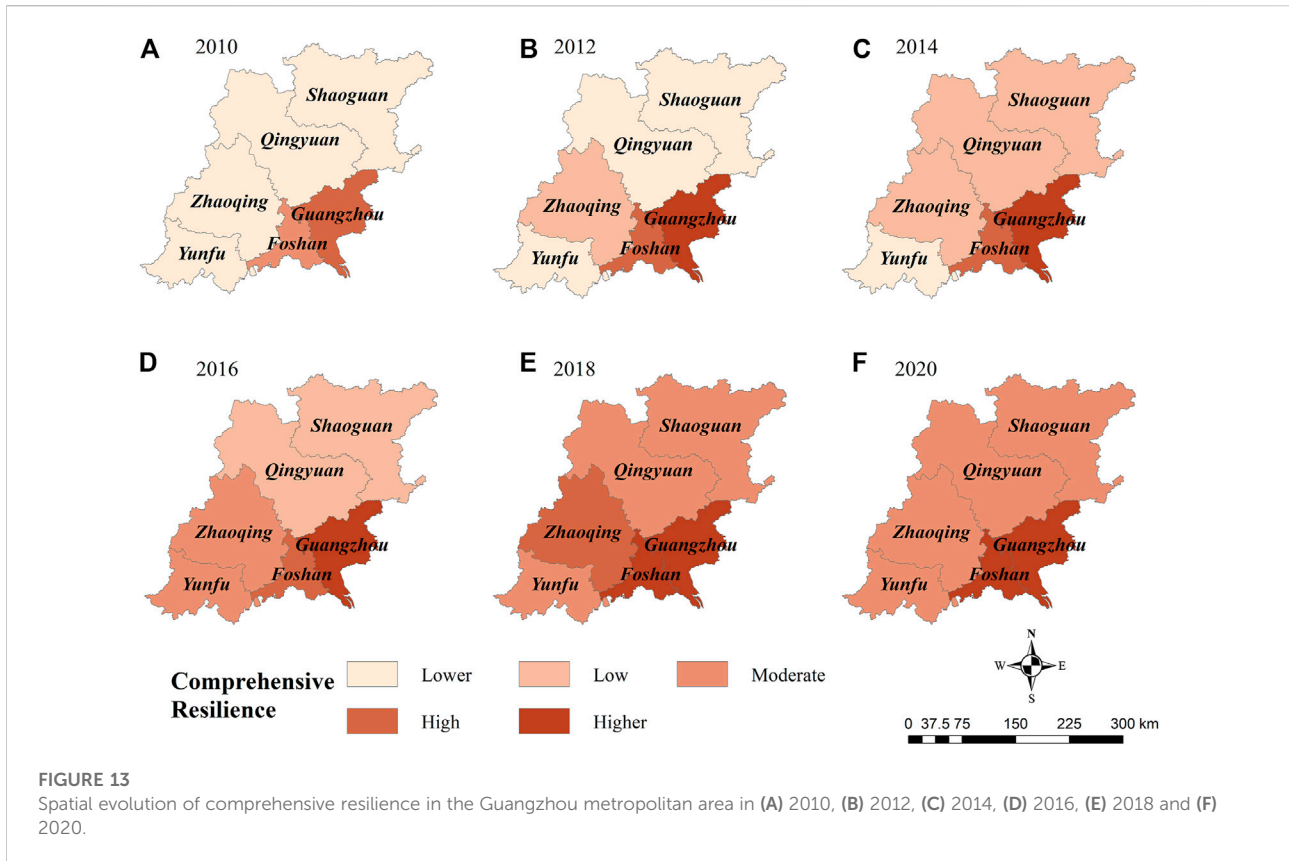 A 2010
Shaoguan
Qingyuan
Zhaoqing
Guangzhou
Foshan
Yunfu
B 2012
Shaoguan
Qingyuan
Zhaoqing
Guangzhou
Foshan
Yunfu
C 2014
Shaoguan
Qingyuan
Zhaoqing
Guangzhou
Foshan
Yunfu
D 2016
Shaoguan
Qingyuan
Zhaoqing
Guangzhou
Foshan
Yunfu
E 2018
Shaoguan
Qingyuan
Zhaoqing
Guangzhou
Foshan
Yunfu
F 2020
Shaoguan
Qingyuan
Zhaoqing
Guangzhou
Foshan
Yunfu
Comprehensive
Resilience
Lower Low Moderate
High Higher
N
W E
S
0 37.5 75 150 225 300 km
FIGURE 13
Spatial evolution of comprehensive resilience in the Guangzhou metropolitan area in (A) 2010, (B) 2012, (C) 2014, (D) 2016, (E) 2018 and (F)
2020.